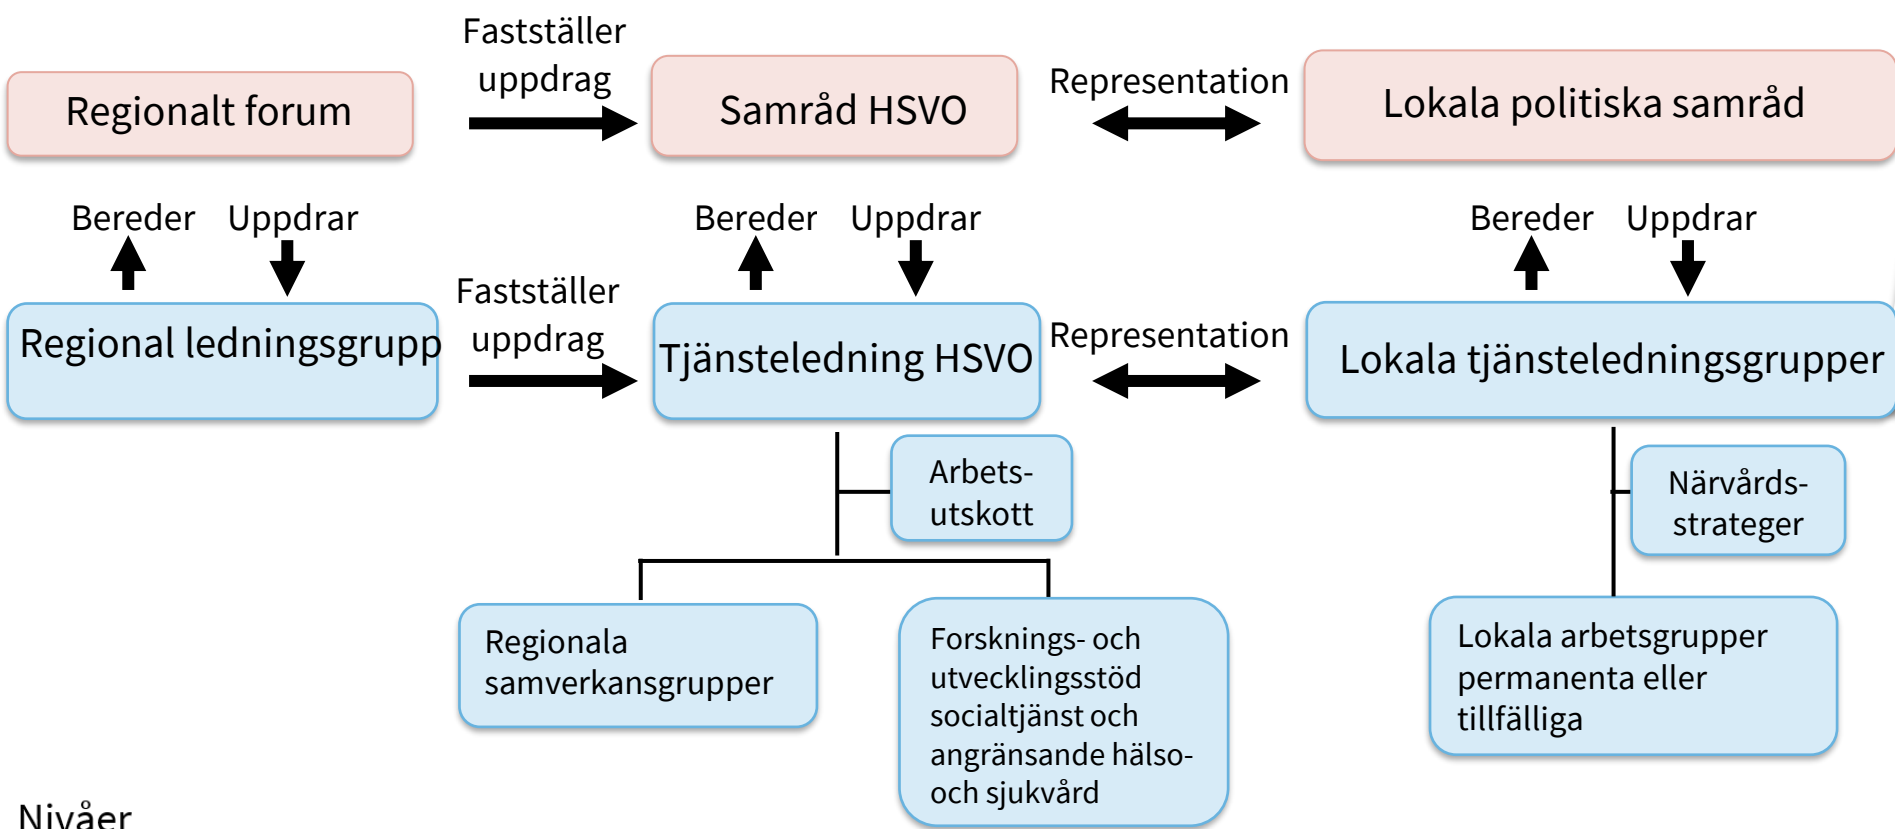 Fastställer
uppdrag
Regionalt forum
Samråd HSVO
Representation
Lokala politiska samråd
Bereder Uppdrar
Bereder Uppdrar
Bereder Uppdrar
Regional ledningsgrupp
Fastställer
uppdrag
Tjänsteledning HSVO
Representation
Lokala tjänsteledningsgrupper
Arbets-
utskott
Närvårds-
strateger
Regionala
samverkansgrupper
Forsknings- och
utvecklingsstöd
socialtjänst och
angränsande hälso-
och sjukvård
Lokala arbetsgrupper
permanenta eller
tillfälliga
Nivåer